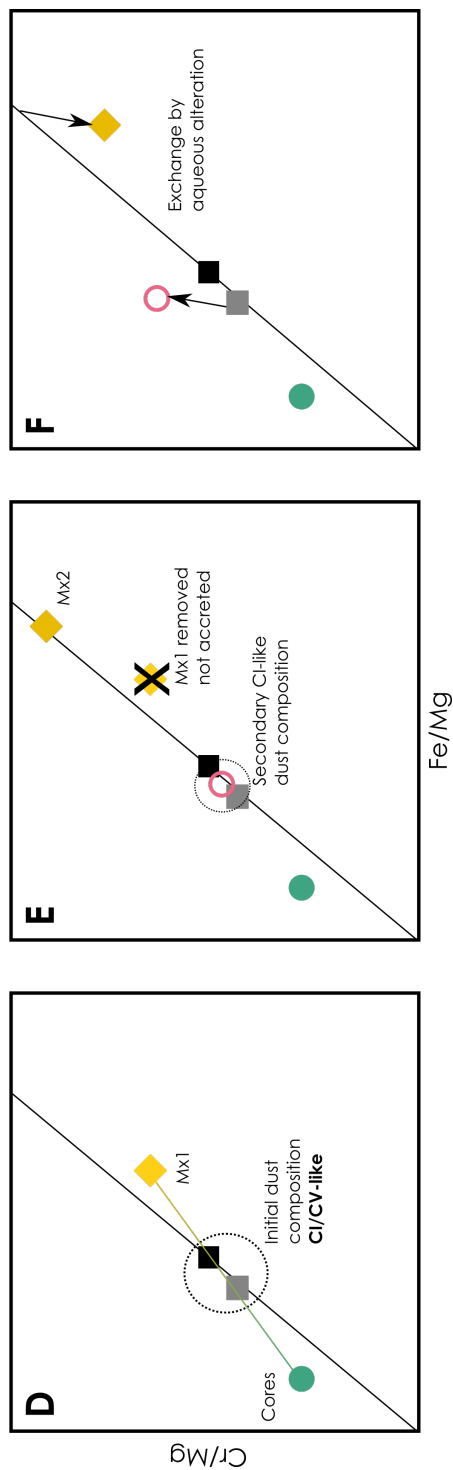 D
Cores
Mx1
Initial dust
composition
CI/CV-like
Cr/Mg
E
Mx2
Mx1 removed
not accreted
Secondary CI-like
dust composition
Fe/Mg
F
Exchange by
aqueous alteration